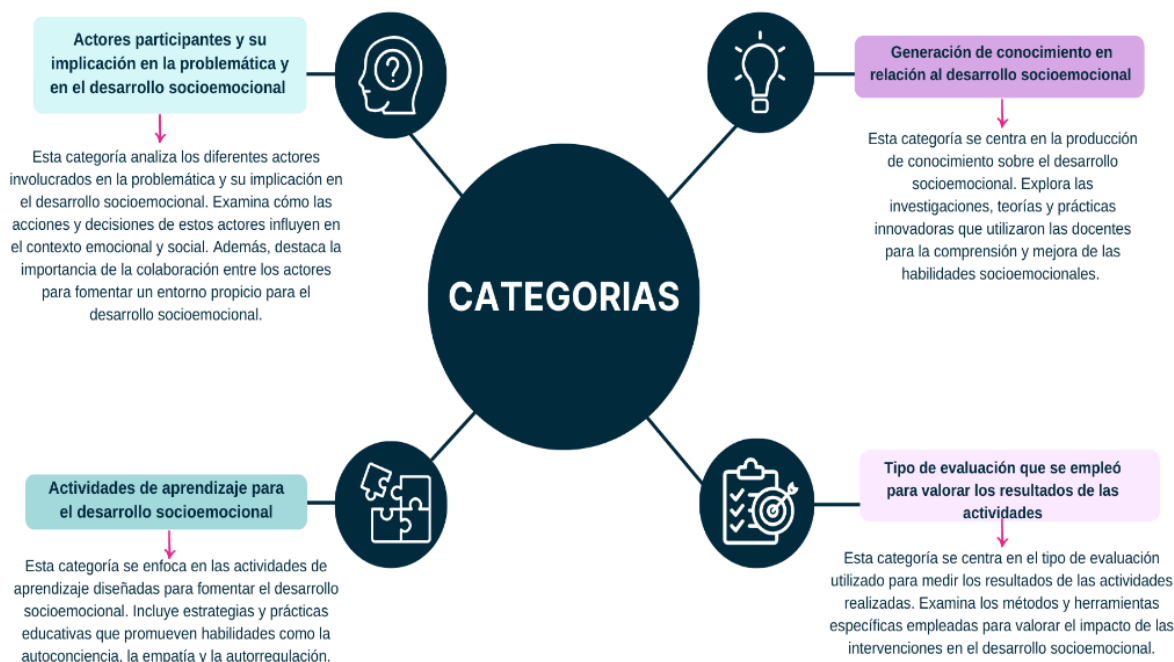 Actores participantes y su
implicación en la problemática y
en el desarrollo socioemocional
Esta categoría analiza los diferentes actores
involucrados en la problemática y su implicación en
el desarrollo socioemocional. Examina cómo las
acciones y decisiones de estos actores influyen en
el contexto emocional y social. Además, destaca la
importancia de la colaboración entre los actores
para fomentar un entorno propicio para el
desarrollo socioemocional.
Generación de conocimiento en
relación al desarrollo socioemocional
Esta categoría se centra en la producción
de conocimiento sobre el desarrollo
socioemocional. Explora las
investigaciones, teorías y prácticas
innovadoras que utilizaron las docentes
para la comprensión y mejora de las
habilidades socioemocionales.
CATEGORIAS
Actividades de aprendizaje para
el desarrollo socioemocional
Esta categoría se enfoca en las actividades de
aprendizaje diseñadas para fomentar el desarrollo
socioemocional. Incluye estrategias y prácticas
educativas que promueven habilidades como la
autoconciencia, la empatía y la autorregulación.
Tipo de evaluación que se empleó
para valorar los resultados de las
actividades
Esta categoría se centra en el tipo de evaluación
utilizado para medir los resultados de las actividades
realizadas. Examina los métodos y herramientas
específicas empleadas para valorar el impacto de las
intervenciones en el desarrollo socioemocional.